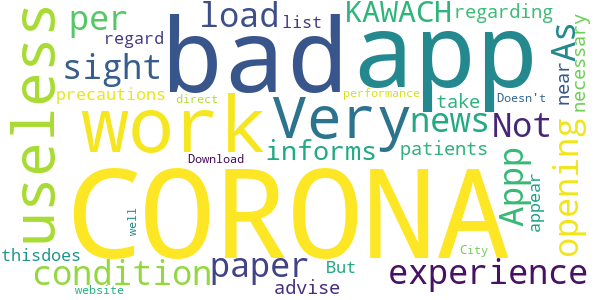 useless
per
regard
load
list
KAWACH
regarding
As
necessary
near
sight
bad
app
precautions
direct
performance
Doesn't
take
work
Very
news
Not
opening
informs
Download
patients
Appp
appear
CORONA
well
City
thisdoes
condition
paper
But
experience
website
advise